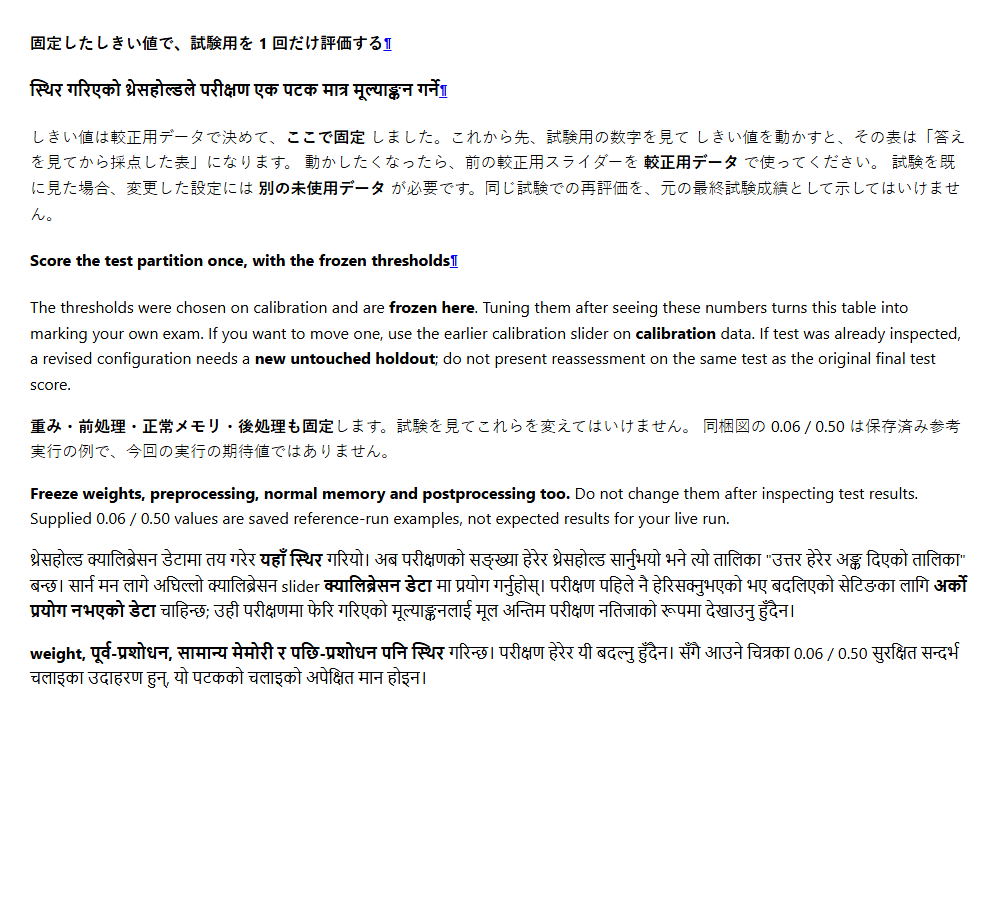 固定したしきい値で、試験用を 1 回だけ評価する¶
स्थिर गरिएको थ्रेसहोल्डले परीक्षण एक पटक मात्र मूल्याङ्कन गर्ने¶
しきい値は較正用データで決めて、ここで固定 しました。これから先、試験用の数字を見て しきい値を動かすと、その表は「答え
を見てから採点した表」になります。 動かしたくなったら、前の較正用スライダーを 較正用データ で使ってください。 試験を既
に見た場合、変更した設定には 別の未使用データ が必要です。同じ試験での再評価を、元の最終試験成績として示してはいけませ
ん。
Score the test partition once, with the frozen thresholds¶
The thresholds were chosen on calibration and are frozen here. Tuning them after seeing these numbers turns this table into
marking your own exam. If you want to move one, use the earlier calibration slider on calibration data. If test was already inspected,
a revised configuration needs a new untouched holdout; do not present reassessment on the same test as the original final test
score.
重み・前処理・正常メモリ・後処理も固定します。試験を見てこれらを変えてはいけません。 同梱図の 0.06 / 0.50 は保存済み参考
実行の例で、今回の実行の期待値ではありません。
Freeze weights, preprocessing, normal memory and postprocessing too. Do not change them after inspecting test results.
Supplied 0.06 / 0.50 values are saved reference-run examples, not expected results for your live run.
थ्रेसहोल्ड क्यालिब्रेसन डेटामा तय गरेर यहाँ स्थिर गरियो। अब परीक्षणको सङ्ख्या हेरेर थ्रेसहोल्ड सार्नुभयो भने त्यो तालिका "उत्तर हेरेर अङ्क दिएको तालिका"
बन्छ। सार्न मन लागे अघिल्लो क्यालिब्रेसन slider क्यालिब्रेसन डेटा मा प्रयोग गर्नुहोस्। परीक्षण पहिले नै हेरिसक्नुभएको भए बदलिएको सेटिङका लागि अर्को
प्रयोग नभएको डेटा चाहिन्छ; उही परीक्षणमा फेरि गरिएको मूल्याङ्कनलाई मूल अन्तिम परीक्षण नतिजाको रूपमा देखाउनु हुँदैन।
weight, पूर्व-प्रशोधन, सामान्य मेमोरी र पछि-प्रशोधन पनि स्थिर गरिन्छ। परीक्षण हेरेर यी बदल्नु हुँदैन। सँगै आउने चित्रका 0.06 / 0.50 सुरक्षित सन्दर्भ
चलाइका उदाहरण हुन्, यो पटकको चलाइको अपेक्षित मान होइन।